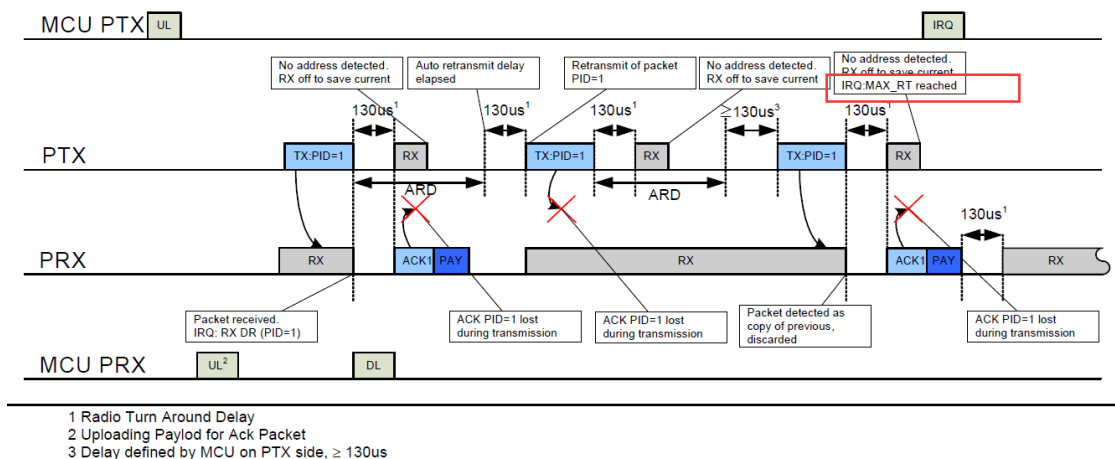 MCU PTX
UL
IRQ
No address detected.
RX off to save current
Auto retransmit delay
elapsed
Retransmit of packet
PID=1
No address detected.
RX off to save current
No address detected.
RX off to save current
IRQ:MAX_RT reached
130us¹
130us¹
130us¹
≥130us³
130us¹
PTX
TX:PID=1
RX
TX:PID=1
RX
TX:PID=1
RX
ARD
ARD
130us¹
PRX
RX
ACK1
PAY
RX
ACK1
PAY
RX
Packet received.
IRQ: RX DR (PID=1)
ACK PID=1 lost
during transmission
ACK PID=1 lost
during transmission
Packet detected as
copy of previous,
discarded
ACK PID=1 lost
during transmission
MCU PRX
UL²
DL
1 Radio Turn Around Delay
2 Uploading Paylod for Ack Packet
3 Delay defined by MCU on PTX side, ≥ 130us